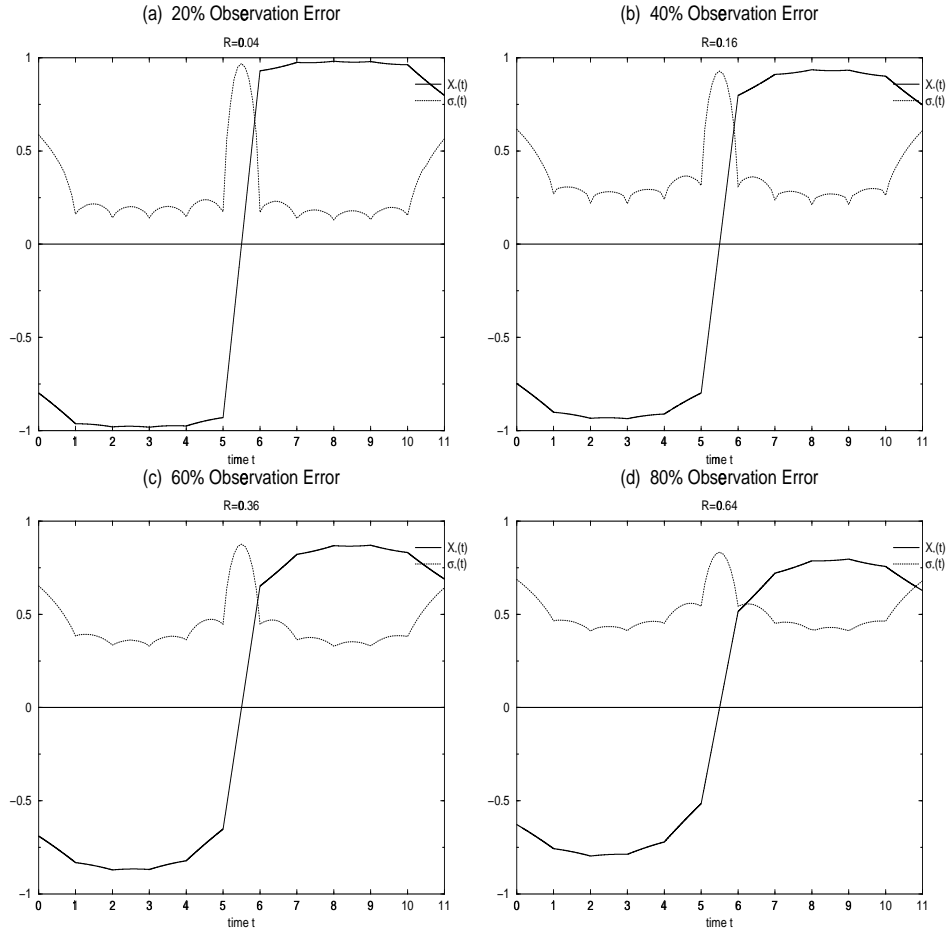 (a) 20% Observation Error
R=0.04
1
0.5
0
−0.5
−1
0 1 2 3 4 5 6 7 8 9 10 11
time t
X.(t)
σ.(t)
(b) 40% Observation Error
R=0.16
1
0.5
0
−0.5
−1
0 1 2 3 4 5 6 7 8 9 10 11
time t
X.(t)
σ.(t)
(c) 60% Observation Error
R=0.36
1
0.5
0
−0.5
−1
0 1 2 3 4 5 6 7 8 9 10 11
time t
X.(t)
σ.(t)
(d) 80% Observation Error
R=0.64
1
0.5
0
−0.5
−1
0 1 2 3 4 5 6 7 8 9 10 11
time t
X.(t)
σ.(t)